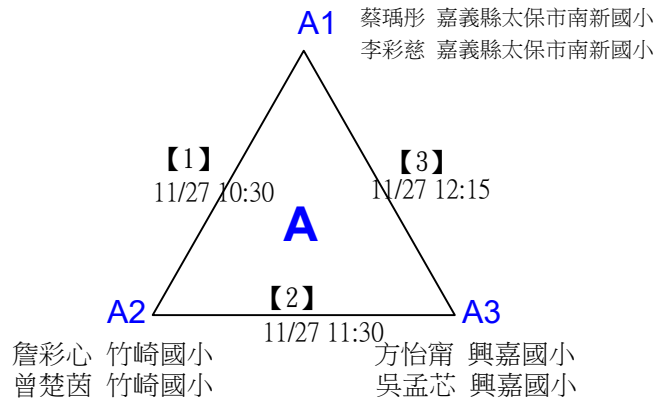 A1
蔡瑀彤 嘉義縣太保市南新國小
李彩慈 嘉義縣太保市南新國小
【1】
11/27 10:30
【3】
11/27 12:15
A
A2
【2】
A3
11/27 11:30
詹彩心 竹崎國小
曾楚茵 竹崎國小
方怡甯 興嘉國小
吳孟芯 興嘉國小